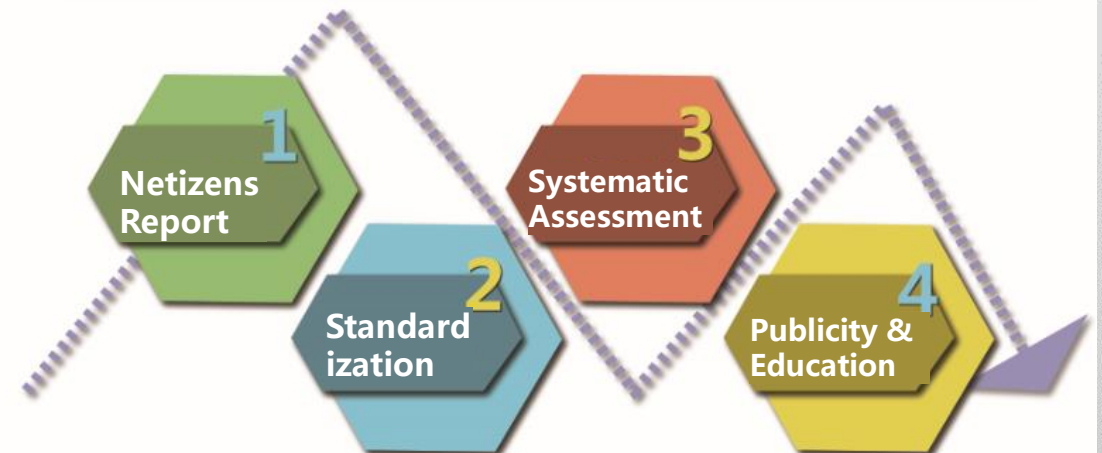 1
Netizens
Report
2
Standard
ization
3
Systematic
Assessment
4
Publicity &
Education